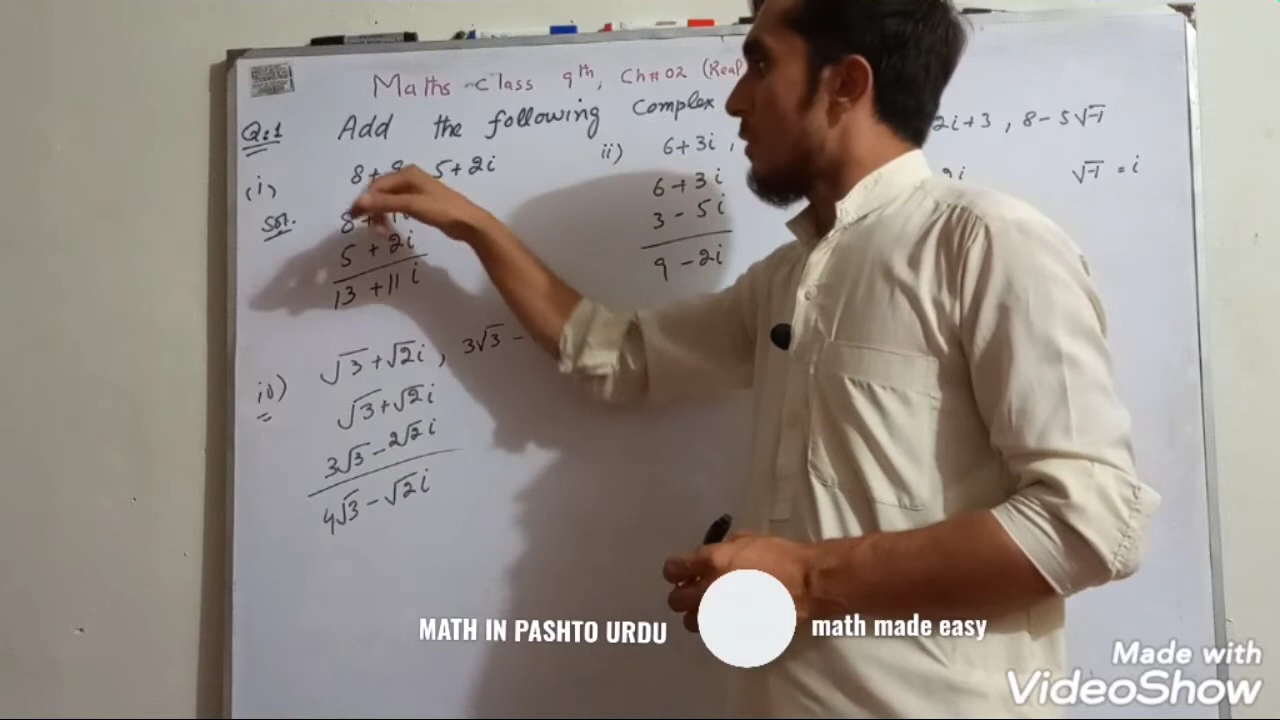 Maths Class 9th, Ch # 02 (Real
Q:1 Add the following Complex
(i) 8+ 5+2i
Sol. 8+
5+2i
13+11i
ii) 6+3i,
6+3i
3-5i
9-2i
2i+3, 8-5√-1
√-1 = i
√3+√2i, 3√3 -
√3+√2i
3√3-2√2i
4√3-√2i
MATH IN PASHTO URDU
math made easy
Made with
VideoShow